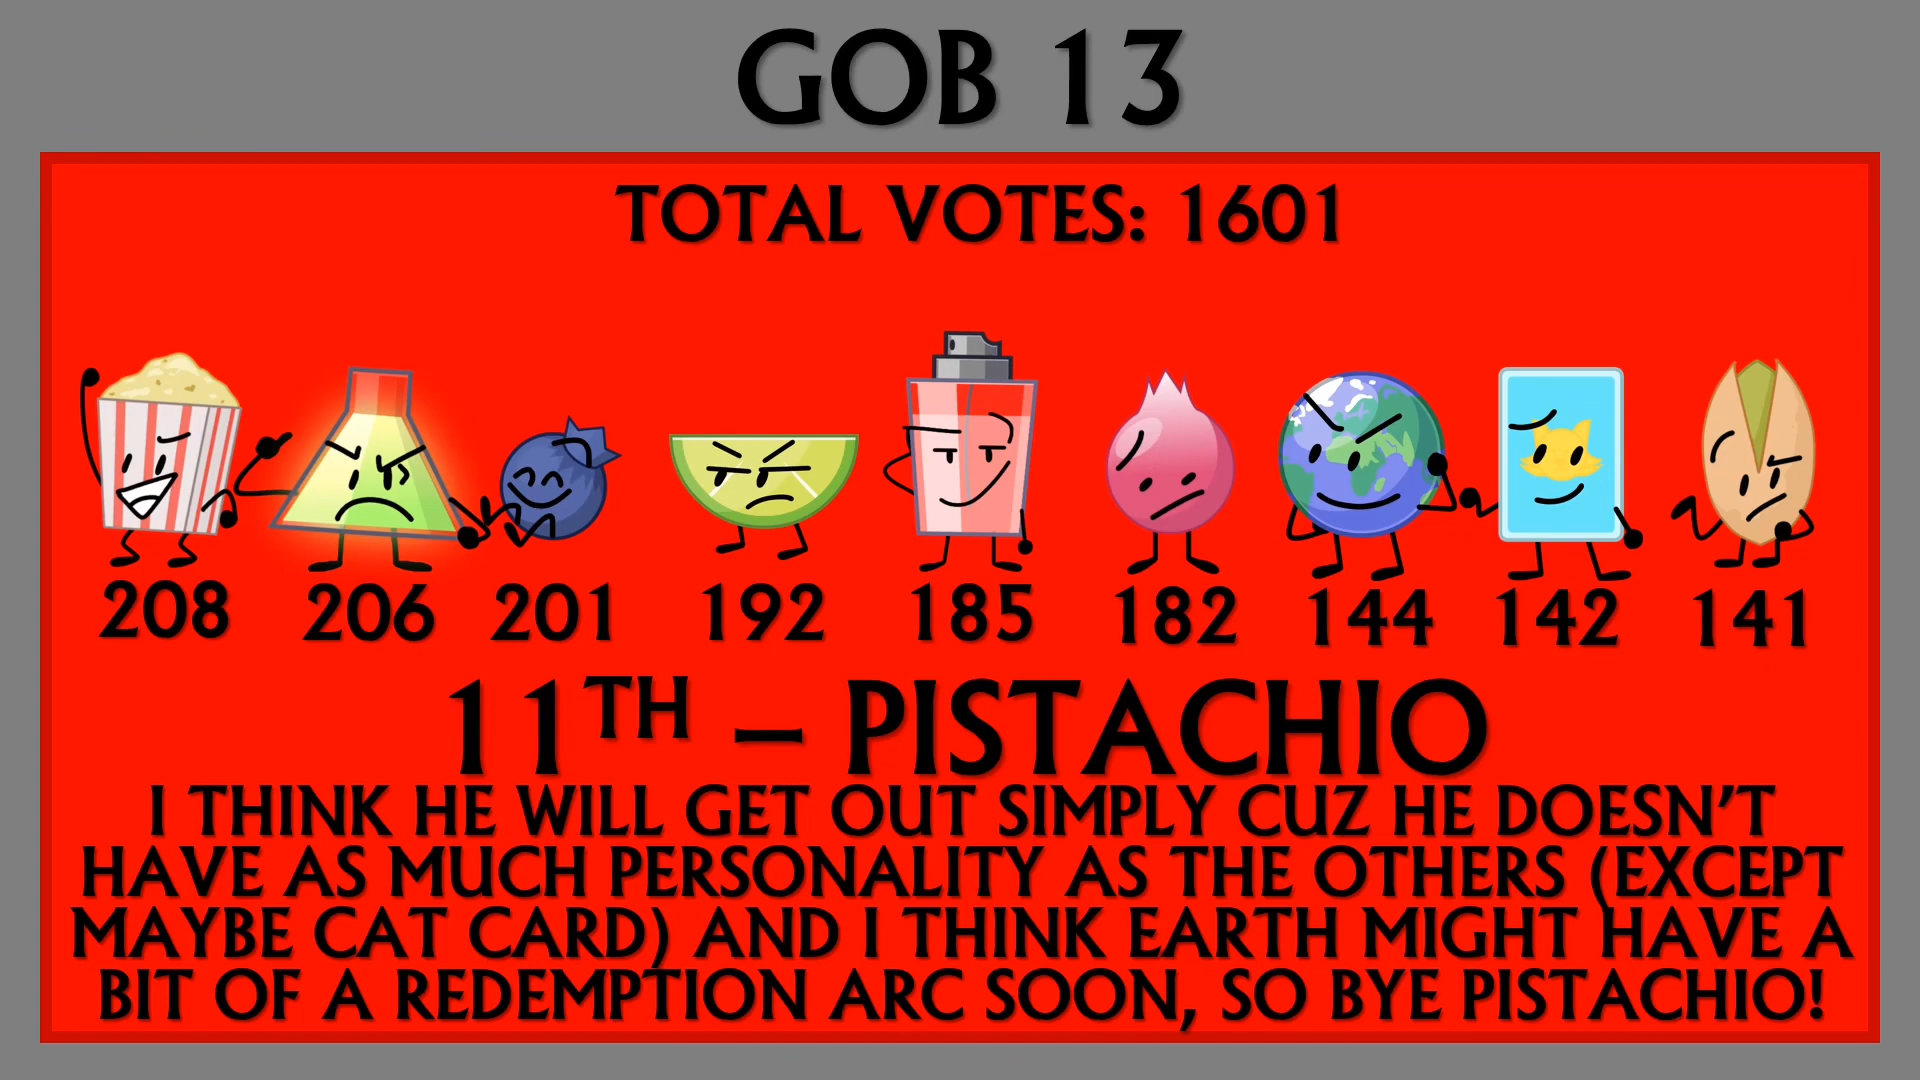 GOB 13
TOTAL VOTES: 1601
208 206 201 192 185 182 144 142 141
11TH – PISTACHIO
I THINK HE WILL GET OUT SIMPLY CUZ HE DOESN'T
HAVE AS MUCH PERSONALITY AS THE OTHERS (EXCEPT
MAYBE CAT CARD) AND I THINK EARTH MIGHT HAVE A
BIT OF A REDEMPTION ARC SOON, SO BYE PISTACHIO!